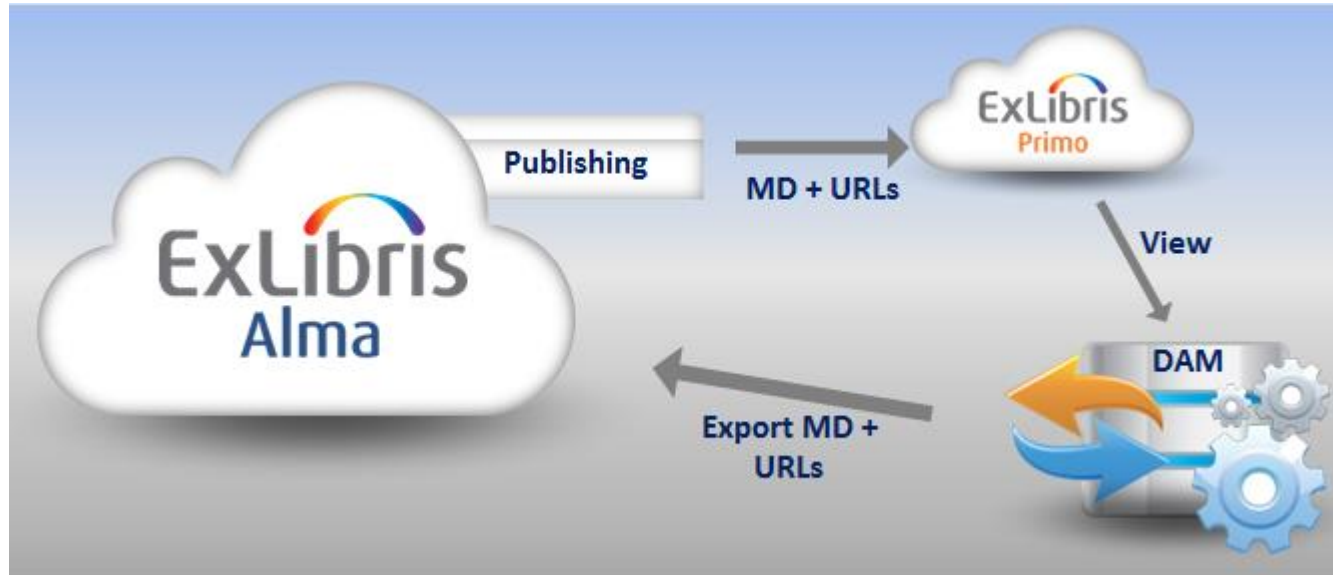 ExLibris
Alma
Publishing
MD + URLs
ExLibris
Primo
View
DAM
Export MD +
URLs